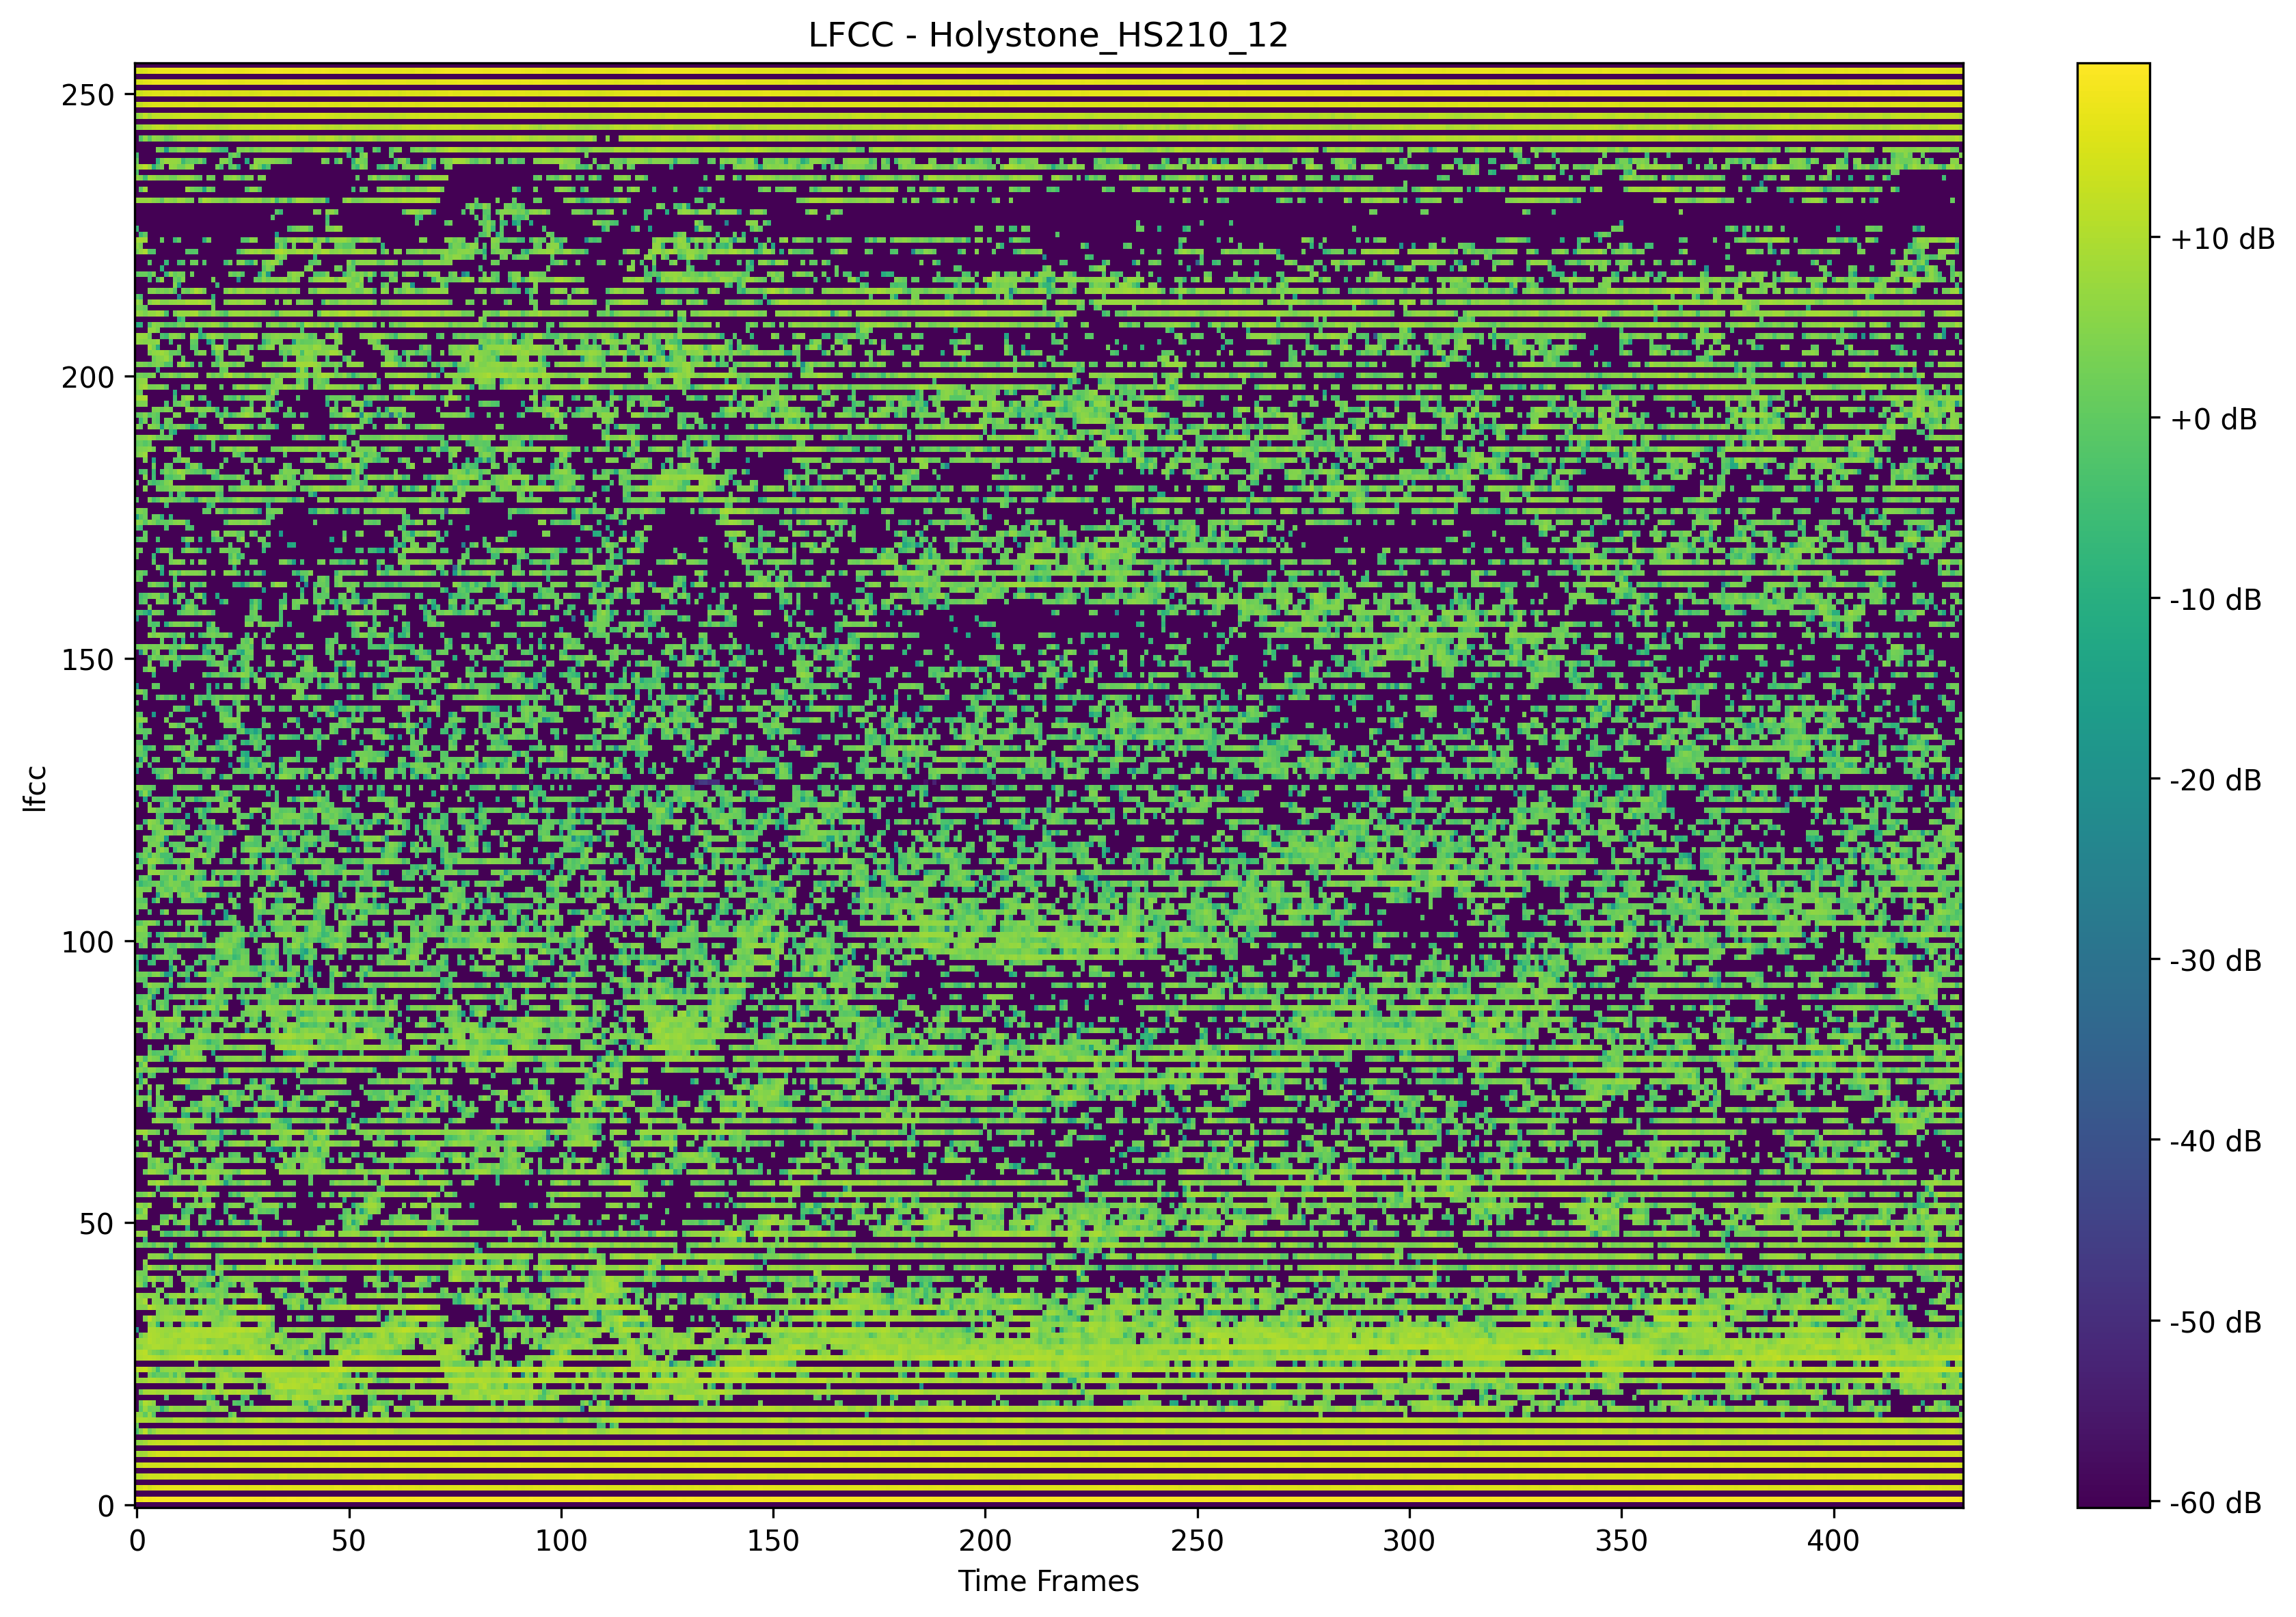 LFCC - Holystone_HS210_12
250
200
150
100
50
0
lfcc
0 50 100 150 200 250 300 350 400
Time Frames
+10 dB
+0 dB
-10 dB
-20 dB
-30 dB
-40 dB
-50 dB
-60 dB